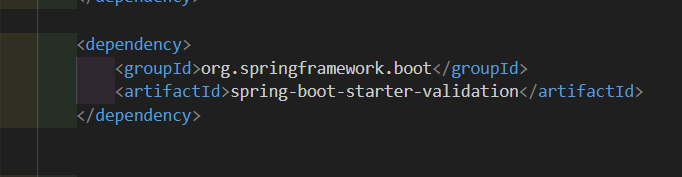 </dependency>
<dependency>
<groupId>org.springframework.boot</groupId>
<artifactId>spring-boot-starter-validation</artifactId>
</dependency>